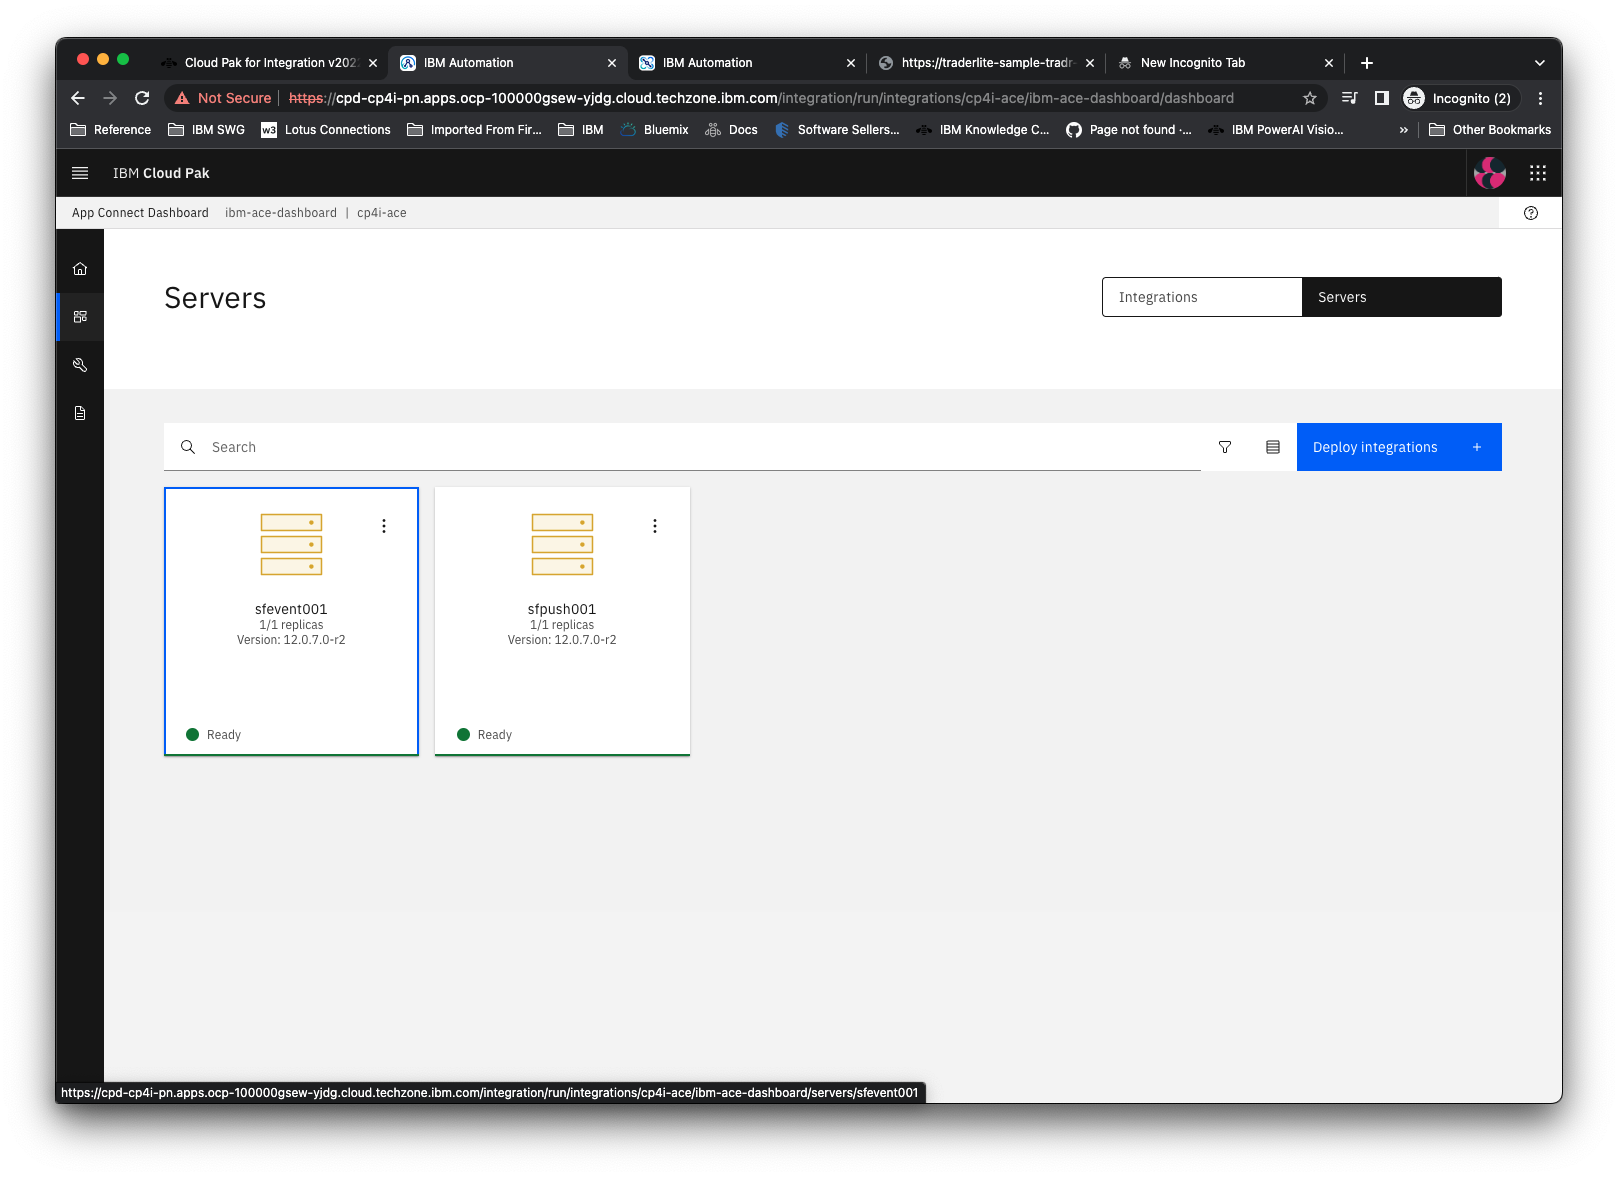 Cloud Pak for Integration v202
IBM Automation
IBM Automation
https://traderlite-sample-tradr-
New Incognito Tab
Not Secure
https://cpd-cp4i-pn.apps.ocp-100000gsew-yjdg.cloud.techzone.ibm.com/integration/run/integrations/cp4i-ace/ibm-ace-dashboard/dashboard
Incognito (2)
Reference
IBM SWG
w3
Lotus Connections
Imported From Fir...
IBM
Bluemix
Docs
Software Sellers...
IBM Knowledge C...
Page not found ·...
IBM PowerAI Visio...
»
Other Bookmarks
IBM Cloud Pak
App Connect Dashboard ibm-ace-dashboard | cp4i-ace
Servers
Integrations
Servers
Search
Deploy integrations +
sfevent001
1/1 replicas
Version: 12.0.7.0-r2
Ready
sfpush001
1/1 replicas
Version: 12.0.7.0-r2
Ready
https://cpd-cp4i-pn.apps.ocp-100000gsew-yjdg.cloud.techzone.ibm.com/integration/run/integrations/cp4i-ace/ibm-ace-dashboard/servers/sfevent001